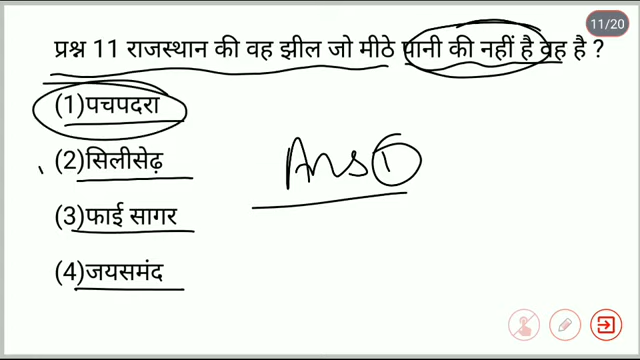 11/20
प्रश्न 11 राजस्थान की वह झील जो मीठे पानी की नहीं है वह है ?
(1)पचपदरा
(2)सिलीसेढ़
Ans ①
(3)फाई सागर
(4)जयसमंद